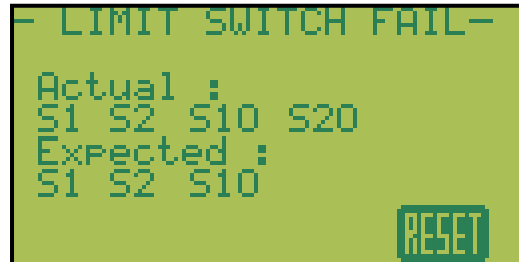 - LIMIT SWITCH FAIL-
Actual :
S1 S2 S10 S20
Expected :
S1 S2 S10
RESET